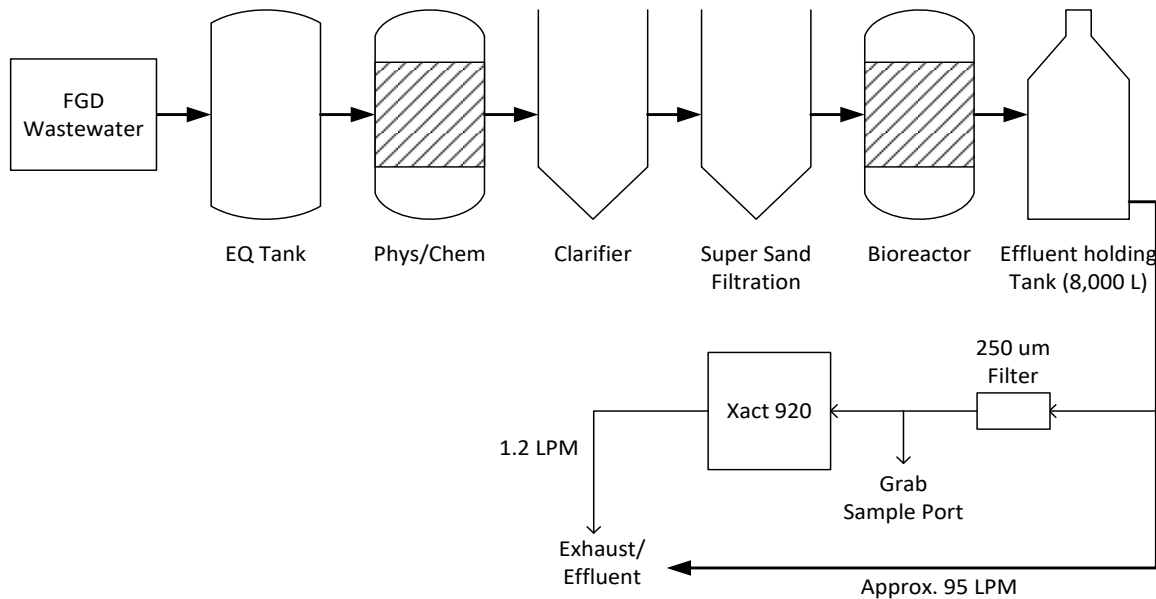 FGD
Wastewater
EQ Tank
Phys/Chem
Clarifier
Super Sand
Filtration
Bioreactor
Effluent holding
Tank (8,000 L)
250 um
Filter
Xact 920
1.2 LPM
Grab
Sample Port
Exhaust/
Effluent
Approx. 95 LPM